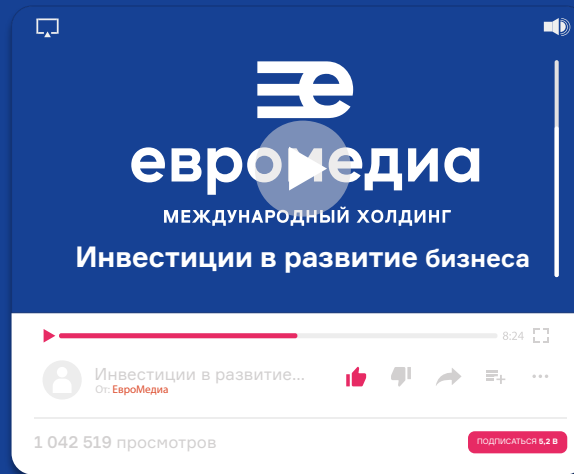 евромедиа
МЕЖДУНАРОДНЫЙ ХОЛДИНГ
Инвестиции в развитие бизнеса
8:24
Инвестиции в развитие...
От: ЕвроМедиа
1 042 519 просмотров
ПОДПИСАТЬСЯ 5,2 В